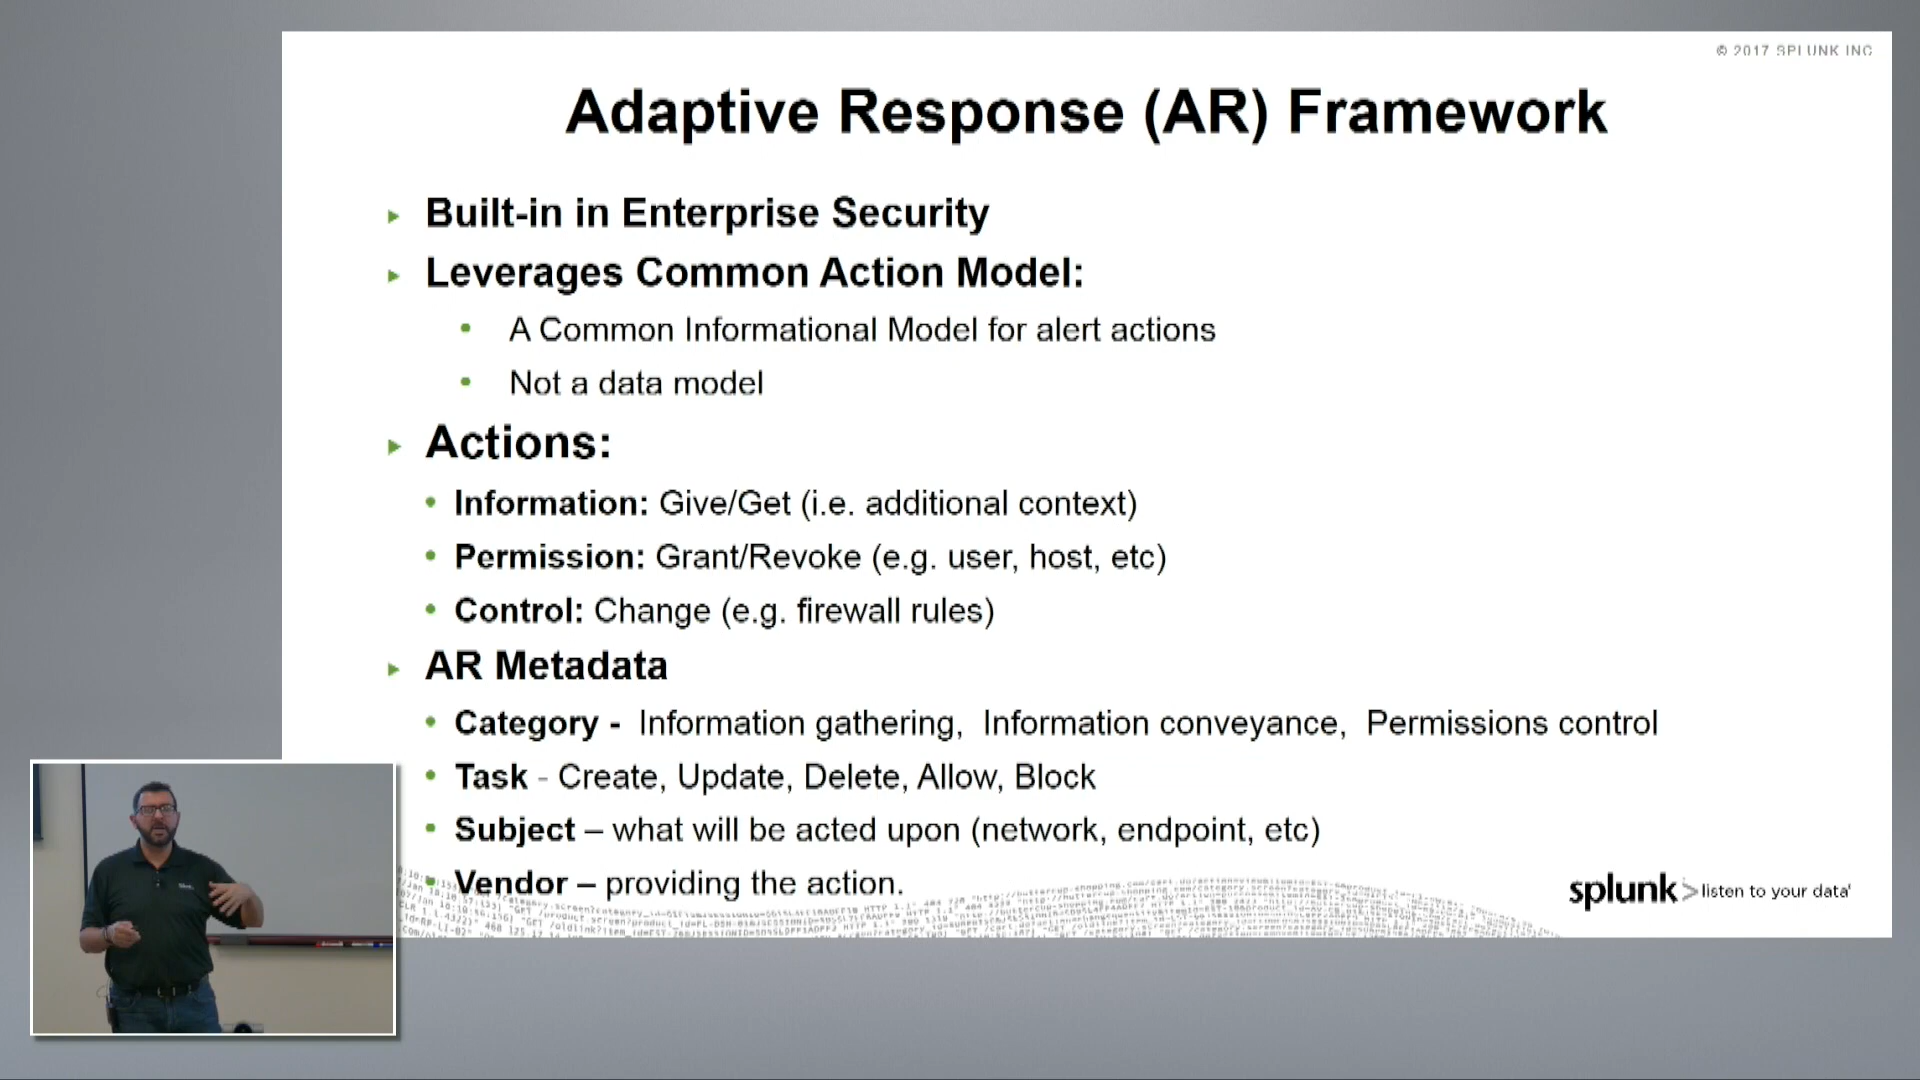 © 2017 SPLUNK INC
Adaptive Response (AR) Framework
Built-in in Enterprise Security
Leverages Common Action Model:
A Common Informational Model for alert actions
Not a data model
Actions:
Information: Give/Get (i.e. additional context)
Permission: Grant/Revoke (e.g. user, host, etc)
Control: Change (e.g. firewall rules)
AR Metadata
Category - Information gathering, Information conveyance, Permissions control
Task - Create, Update, Delete, Allow, Block
Subject – what will be acted upon (network, endpoint, etc)
Vendor – providing the action.
splunk> listen to your data'